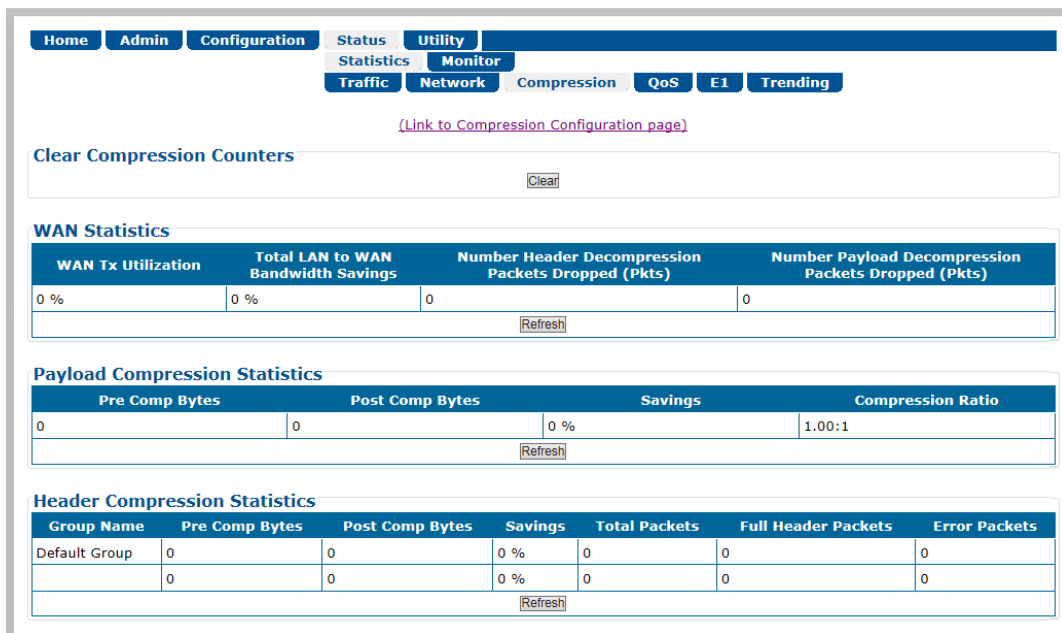 Home Admin Configuration Status Utility
Statistics Monitor
Traffic Network Compression QoS E1 Trending
(Link to Compression Configuration page)
Clear Compression Counters
Clear
WAN Statistics
WAN Tx Utilization Total LAN to WAN Bandwidth Savings Number Header Decompression Packets Dropped (Pkts) Number Payload Decompression Packets Dropped (Pkts)
0 % 0 % 0 0
Refresh
Payload Compression Statistics
Pre Comp Bytes Post Comp Bytes Savings Compression Ratio
0 0 0 % 1.00:1
Refresh
Header Compression Statistics
Group Name Pre Comp Bytes Post Comp Bytes Savings Total Packets Full Header Packets Error Packets
Default Group 0 0 0 % 0 0 0
0 0 0 % 0 0 0
Refresh